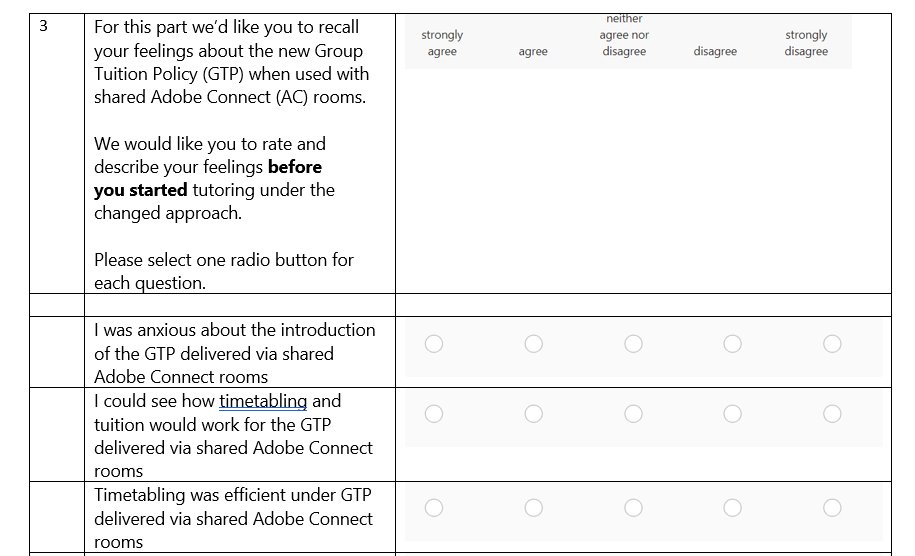 3
For this part we'd like you to recall
your feelings about the new Group
Tuition Policy (GTP) when used with
shared Adobe Connect (AC) rooms.
We would like you to rate and
describe your feelings before
you started tutoring under the
changed approach.
Please select one radio button for
each question.
strongly agree
agree
neither agree nor disagree
disagree
strongly disagree
I was anxious about the introduction
of the GTP delivered via shared
Adobe Connect rooms
I could see how timetabling and
tuition would work for the GTP
delivered via shared Adobe Connect
rooms
Timetabling was efficient under GTP
delivered via shared Adobe Connect
rooms